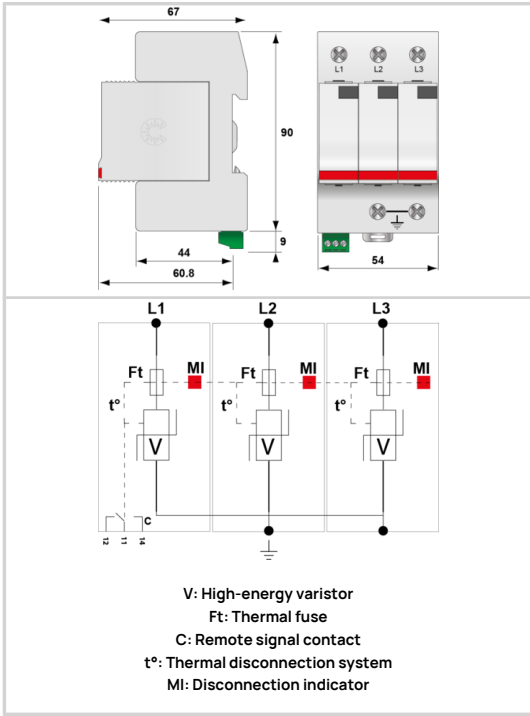 67
L1 L2 L3
90
9
44
60.8
54
L1 L2 L3
Ft MI Ft MI Ft MI
t° t° t°
V V V
C
12 11 14
V: High-energy varistor
Ft: Thermal fuse
C: Remote signal contact
t°: Thermal disconnection system
MI: Disconnection indicator